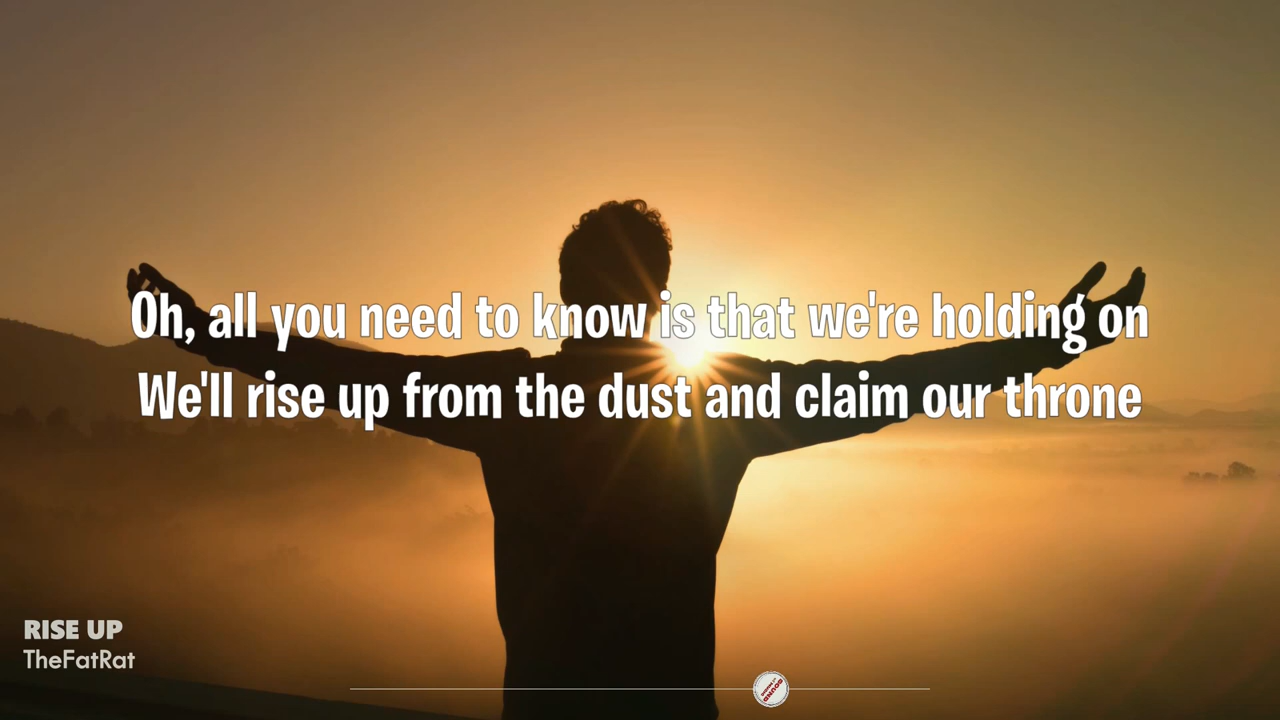 Oh, all you need to know is that we're holding on
We'll rise up from the dust and claim our throne
RISE UP
TheFatRat
SOUND